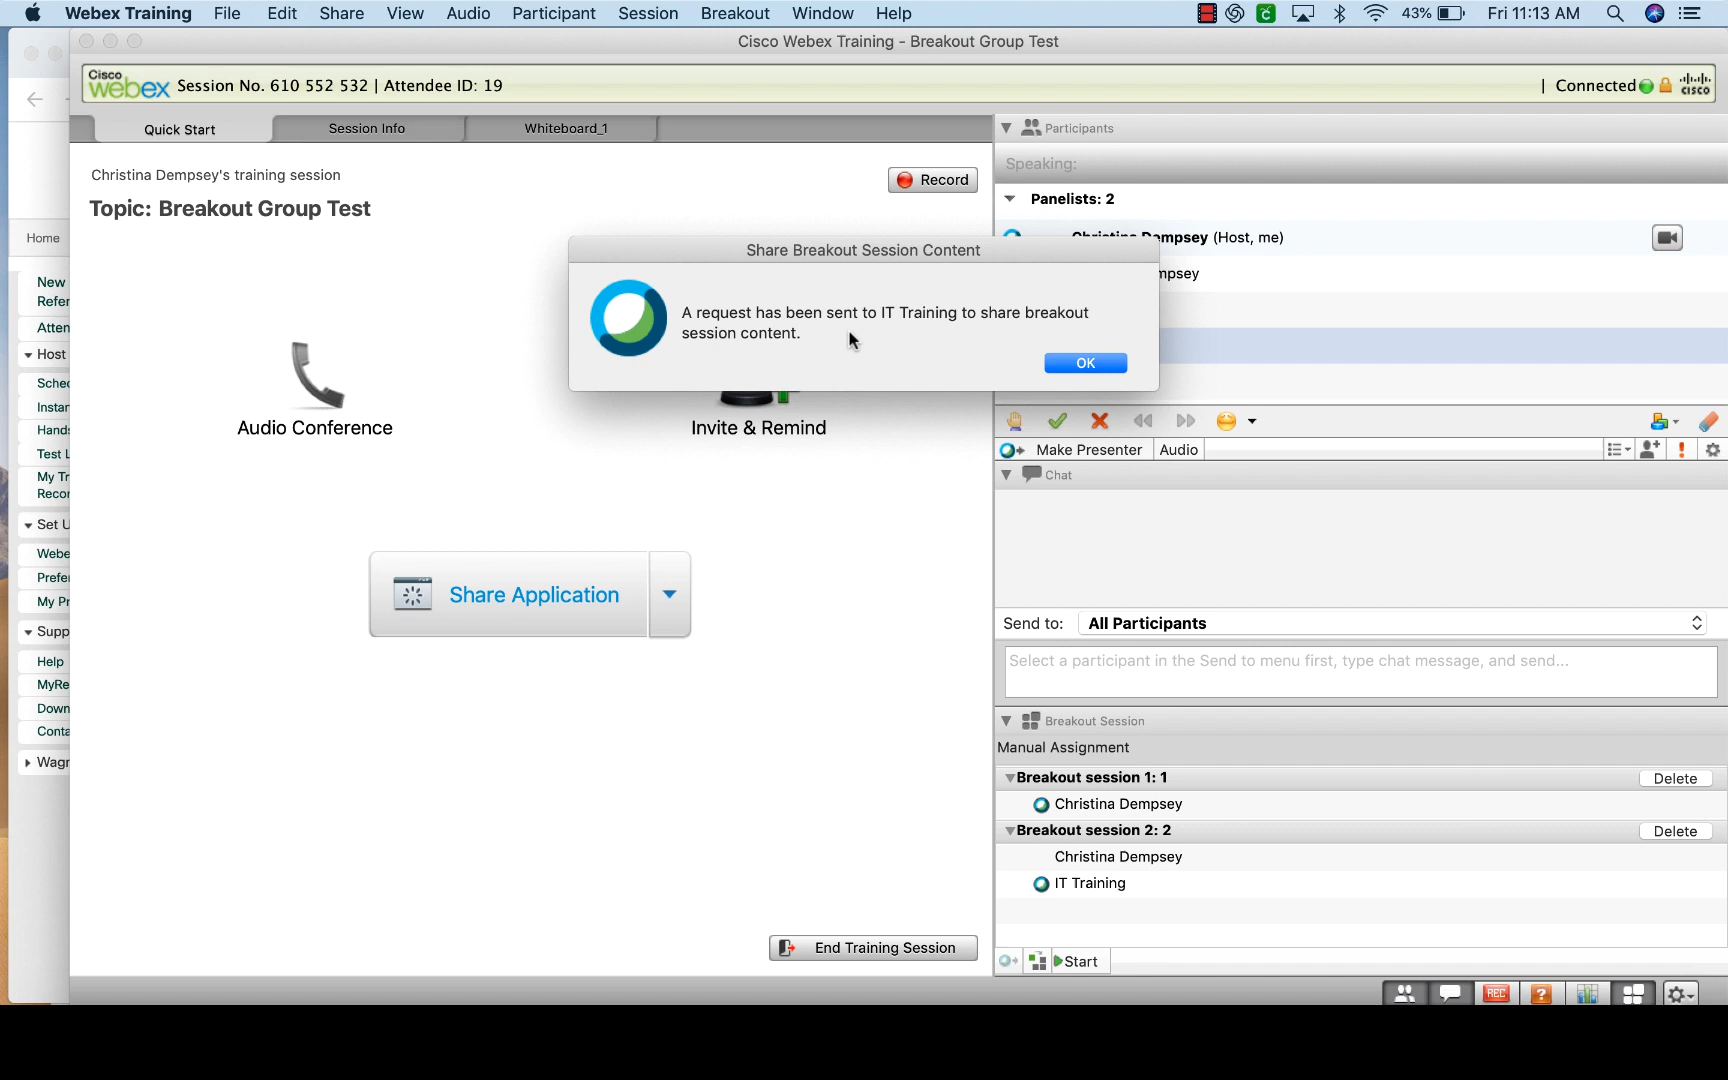 Webex Training File Edit Share View Audio Participant Session Breakout Window Help 43% Fri 11:13 AM
Cisco Webex Training - Breakout Group Test
Cisco webex Session No. 610 552 532 | Attendee ID: 19 | Connected cisco
Quick Start Session Info Whiteboard_1
Christina Dempsey's training session
Record
Topic: Breakout Group Test
Audio Conference
Invite & Remind
Share Application
End Training Session
Share Breakout Session Content
A request has been sent to IT Training to share breakout
session content.
OK
Participants
Speaking:
Panelists: 2
Christina Dempsey (Host, me)
mpsey
Make Presenter Audio
Chat
Send to: All Participants
Select a participant in the Send to menu first, type chat message, and send...
Breakout Session
Manual Assignment
Breakout session 1: 1 Delete
Christina Dempsey
Breakout session 2: 2 Delete
Christina Dempsey
IT Training
Start
REC
Home
New
Refer
Atten
Host
Sched
Instan
Hands
Test L
My Tr
Recor
Set U
Webe
Prefer
My Pr
Supp
Help
MyRe
Down
Conta
Wagn